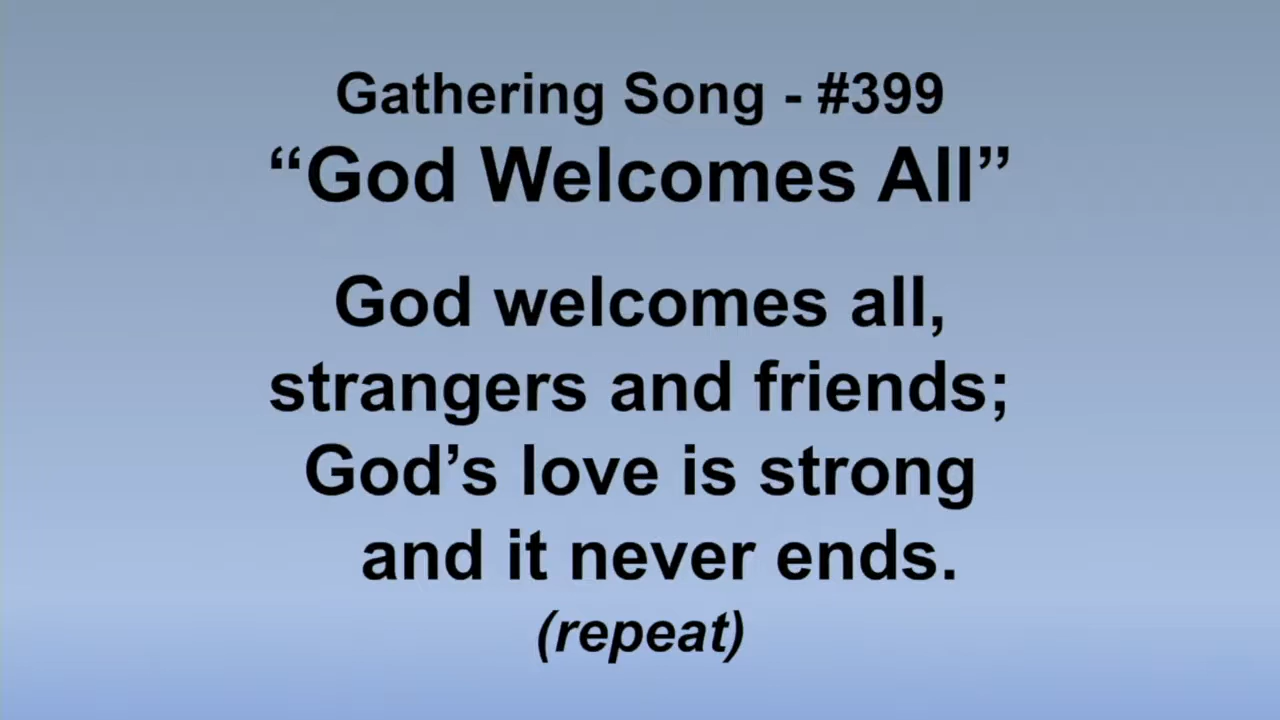 Gathering Song - #399
“God Welcomes All”
God welcomes all,
strangers and friends;
God’s love is strong
and it never ends.
(repeat)